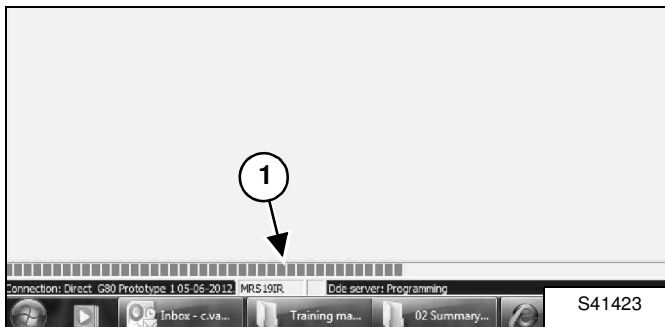 1
Connection: Direct G80 Prototype 1 05-06-2012 MRS19IR Dde server: Programming
Inbox - c.va... Training ma... 02 Summary...
S41423